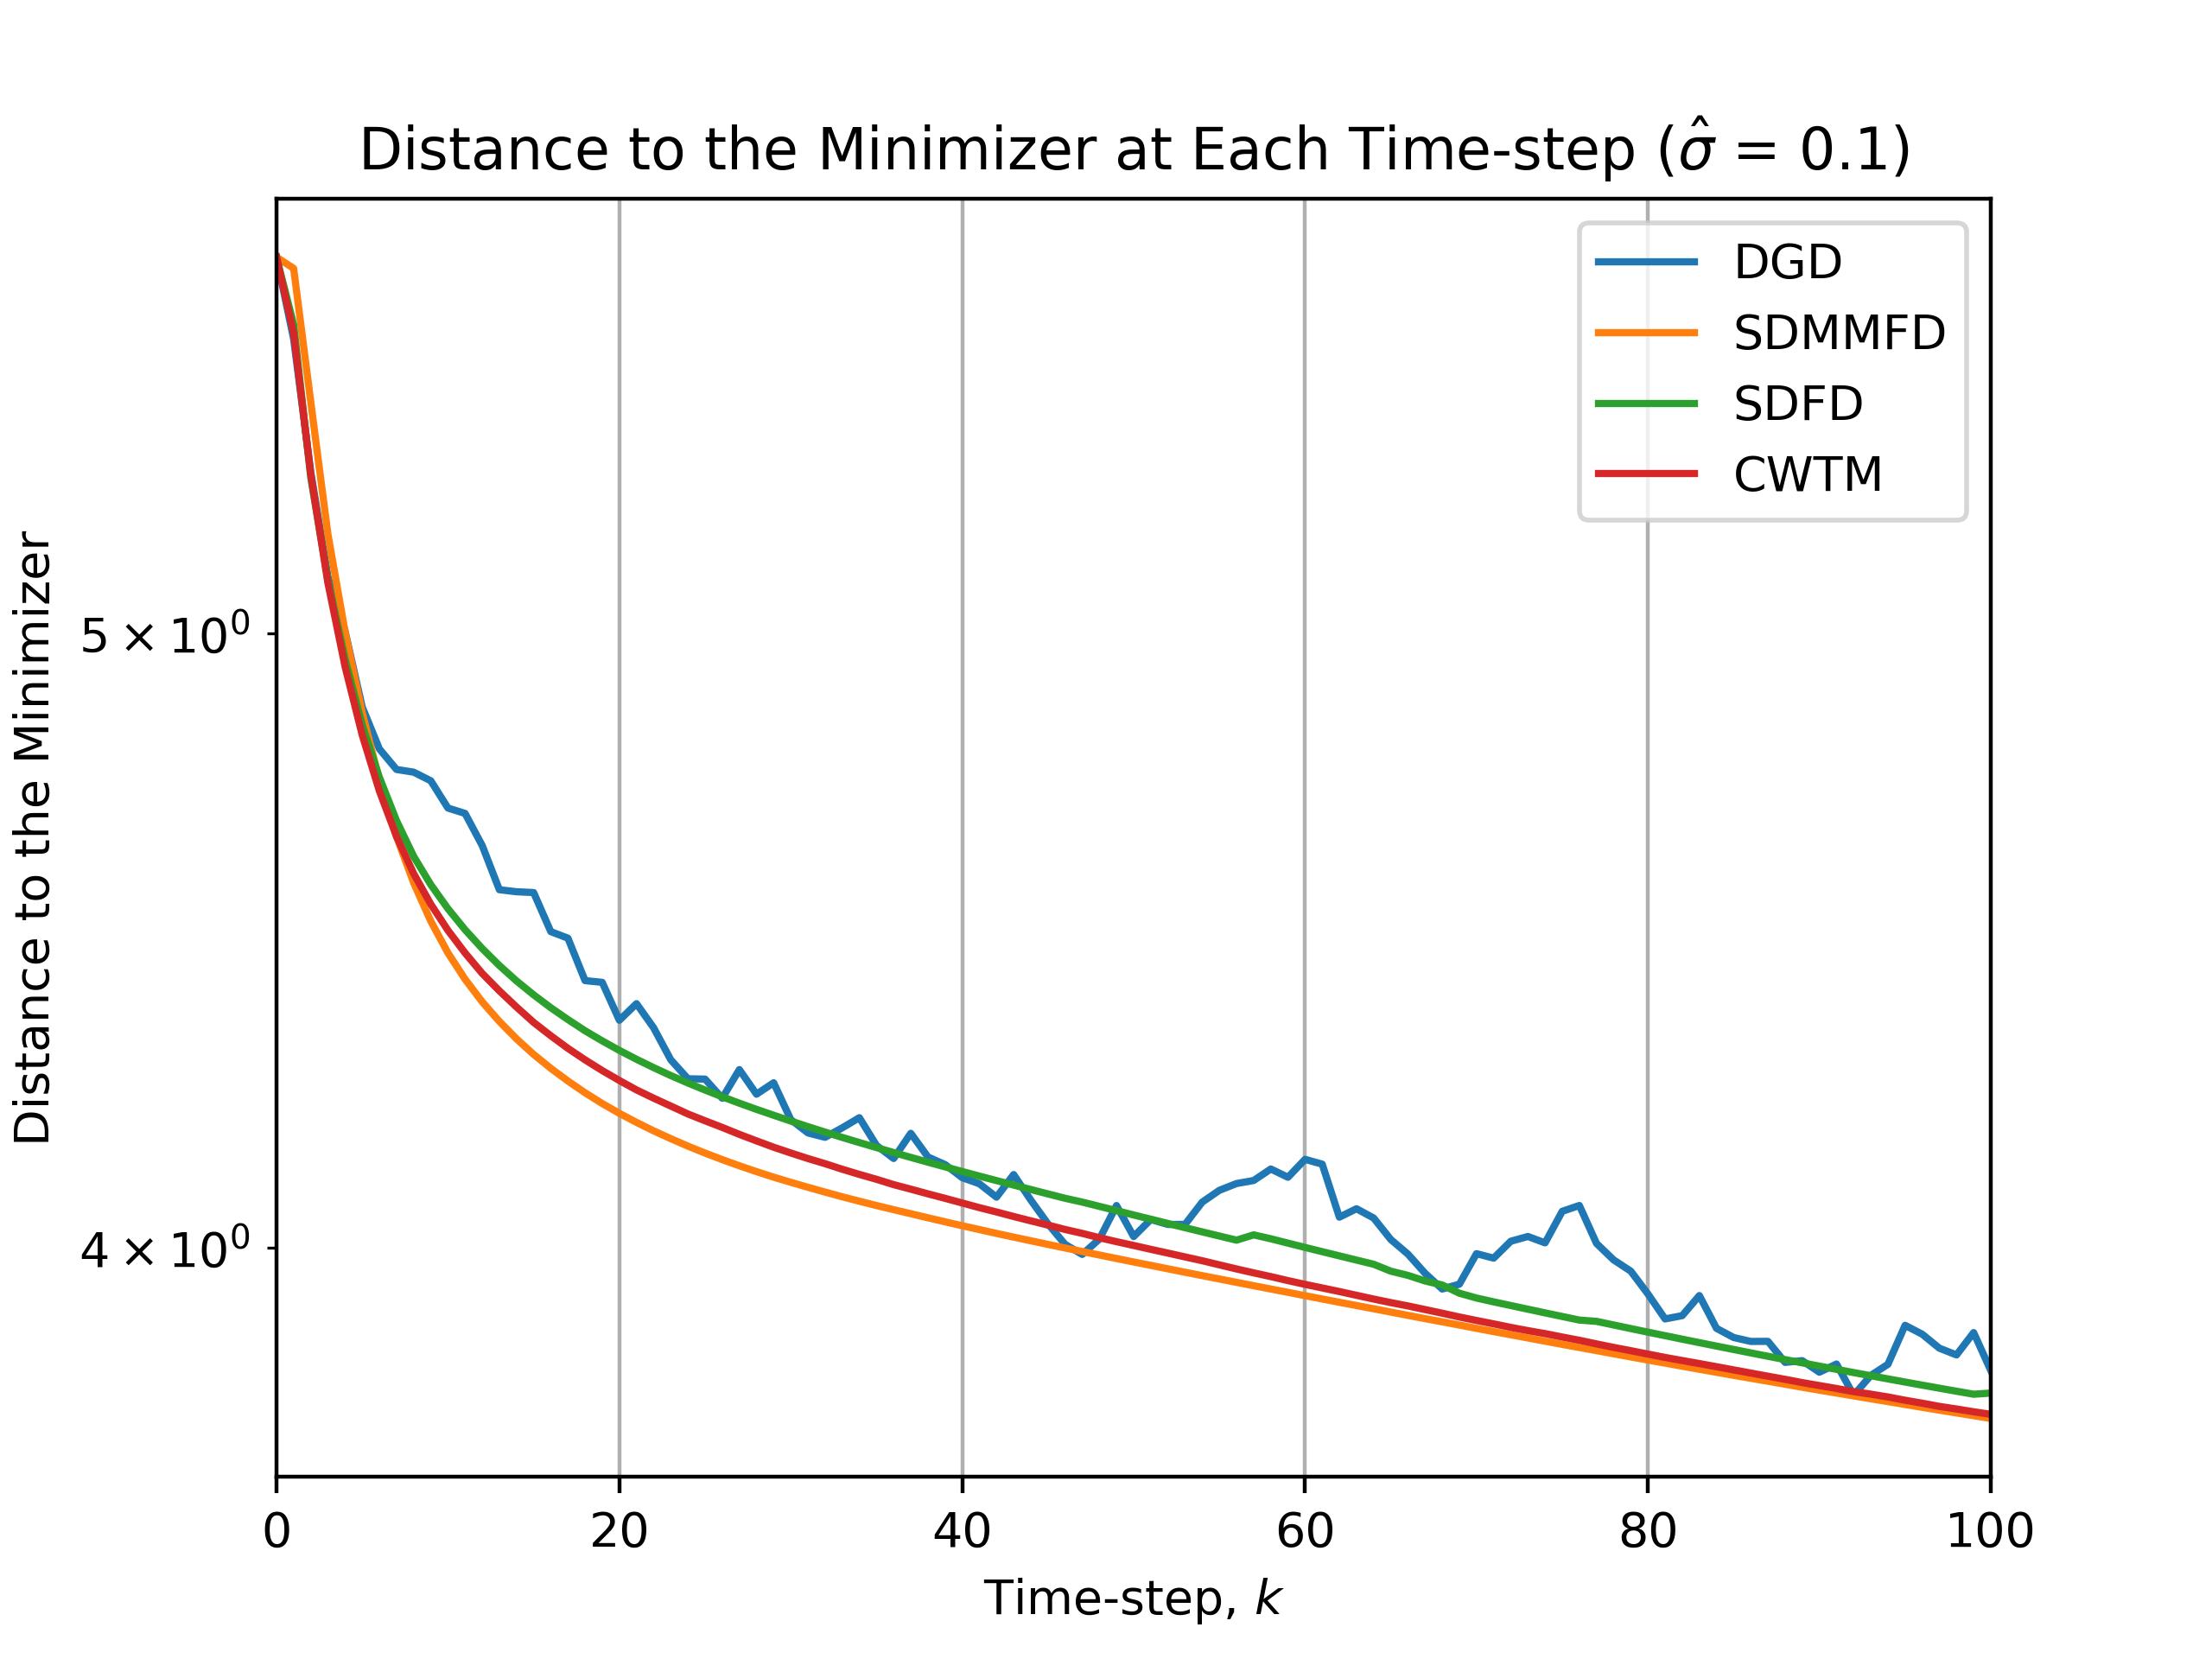 Distance to the Minimizer at Each Time-step (σ̂ = 0.1)
DGD
SDMMFD
SDFD
CWTM
Distance to the Minimizer
5 × 10⁰
4 × 10⁰
0 20 40 60 80 100
Time-step, k